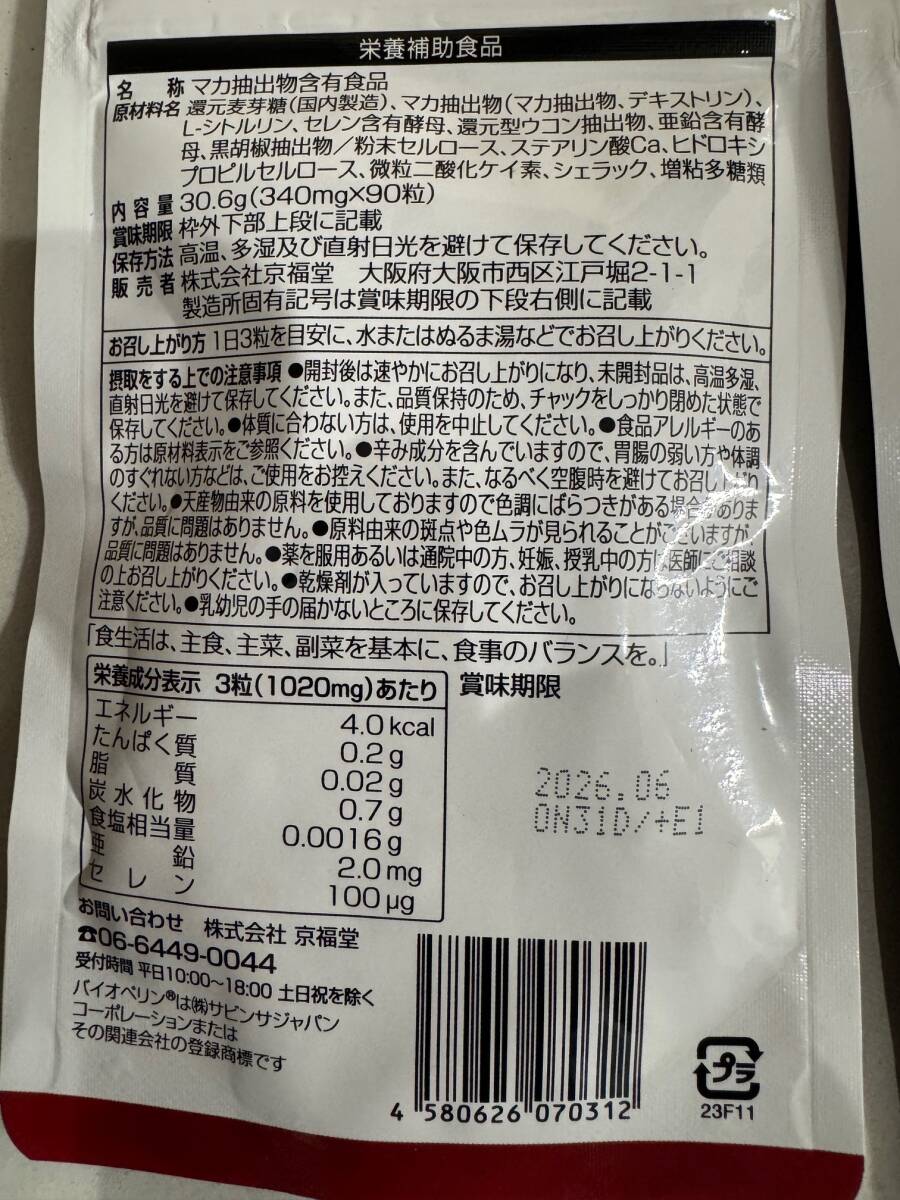 栄養補助食品
名 称 マカ抽出物含有食品
原材料名 還元麦芽糖(国内製造)、マカ抽出物(マカ抽出物、デキストリン)、
L-シトルリン、セレン含有酵母、還元型ウコン抽出物、亜鉛含有酵
母、黒胡椒抽出物/粉末セルロース、ステアリン酸Ca、ヒドロキシ
プロピルセルロース、微粒二酸化ケイ素、シェラック、増粘多糖類
内容量 30.6g(340mg×90粒)
賞味期限 枠外下部上段に記載
保存方法 高温、多湿及び直射日光を避けて保存してください。
販売者 株式会社京福堂 大阪府大阪市西区江戸堀2-1-1
製造所固有記号は賞味期限の下段右側に記載
お召し上がり方 1日3粒を目安に、水またはぬるま湯などでお召し上がりください。
摂取をする上での注意事項 ●開封後は速やかにお召し上がりになり、未開封品は、高温多湿、
直射日光を避けて保存してください。また、品質保持のため、チャックをしっかり閉めた状態で
保存してください。●体質に合わない方は、使用を中止してください。●食品アレルギーのあ
る方は原材料表示をご参照ください。●辛み成分を含んでいますので、胃腸の弱い方や体調
のすぐれない方などは、ご使用をお控えください。また、なるべく空腹時を避けてお召し上がり
ください。●天産物由来の原料を使用しておりますので色調にばらつきがある場合がありま
すが、品質に問題はありません。●原料由来の斑点や色ムラが見られることがございますが、
品質に問題はありません。●薬を服用あるいは通院中の方、妊娠、授乳中の方は医師にご相談
の上お召し上がりください。●乾燥剤が入っていますので、お召し上がりにならないようにご
注意ください。●乳幼児の手の届かないところに保存してください。
「食生活は、主食、主菜、副菜を基本に、食事のバランスを。」
栄養成分表示 3粒(1020mg)あたり
賞味期限
エネルギー 4.0kcal
たんぱく質 0.2g
脂質 0.02g
炭水化物 0.7g
食塩相当量 0.0016g
亜鉛 2.0mg
セレン 100μg
2026.06
ON31D/+E1
お問い合わせ 株式会社 京福堂
☎06-6449-0044
受付時間 平日10:00～18:00 土日祝を除く
バイオペリン®は㈱サビンサジャパン
コーポレーションまたは
その関連会社の登録商標です
4 580626 070312
プラ
23F11